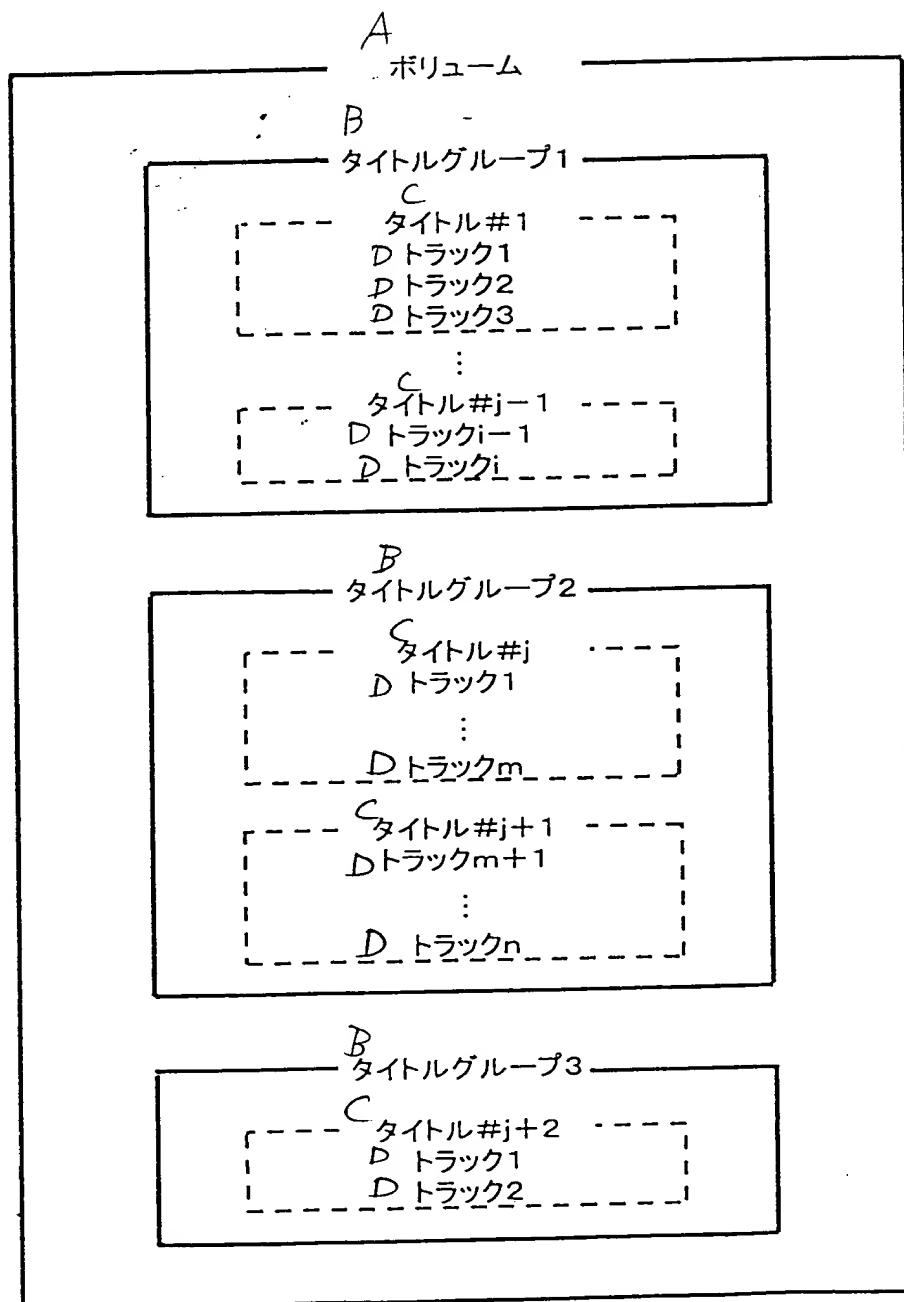 A
ボリューム
B
タイトルグループ1
C
タイトル#1
D トラック1
D トラック2
D トラック3
⋮
C
タイトル#j-1
D トラックi-1
D トラックi
B
タイトルグループ2
C
タイトル#j
D トラック1
⋮
D トラックm
C
タイトル#j+1
D トラックm+1
⋮
D トラックn
B
タイトルグループ3
C
タイトル#j+2
D トラック1
D トラック2